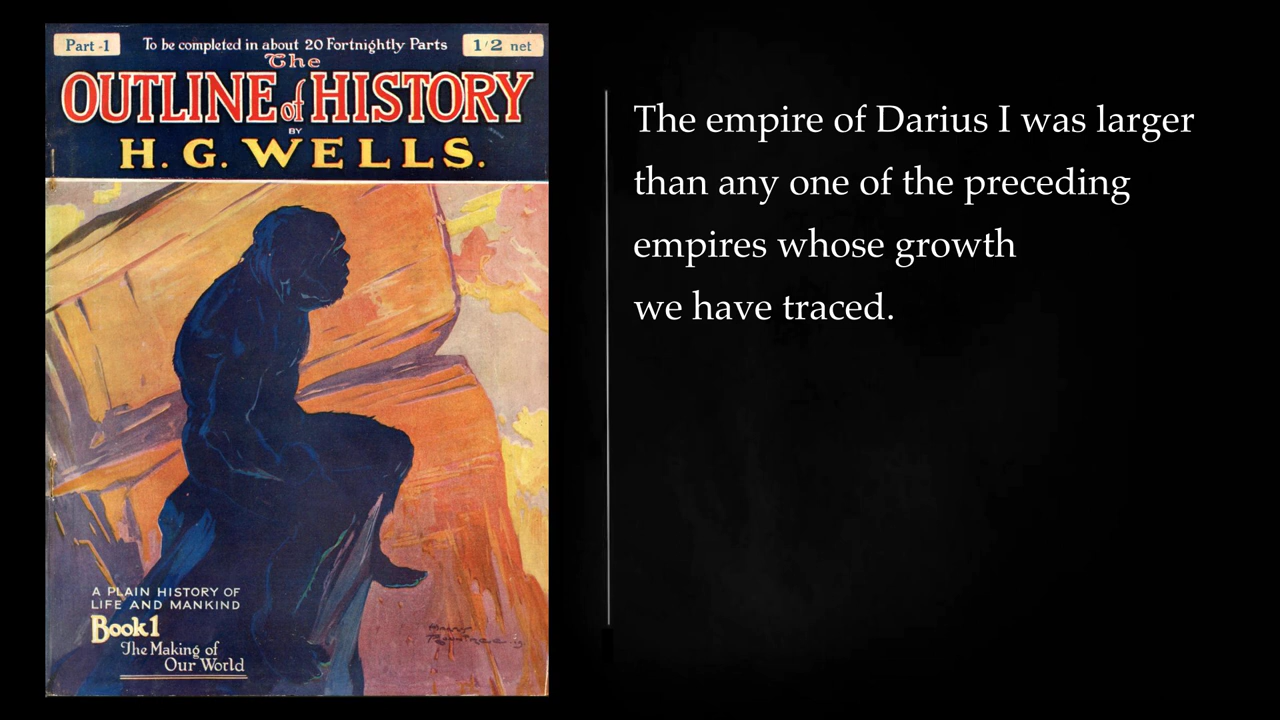 Part -1
To be completed in about 20 Fortnightly Parts
1/2 net
The
OUTLINE of HISTORY
BY
H. G. WELLS.
A PLAIN HISTORY OF
LIFE AND MANKIND
Book 1
The Making of
Our World
The empire of Darius I was larger
than any one of the preceding
empires whose growth
we have traced.